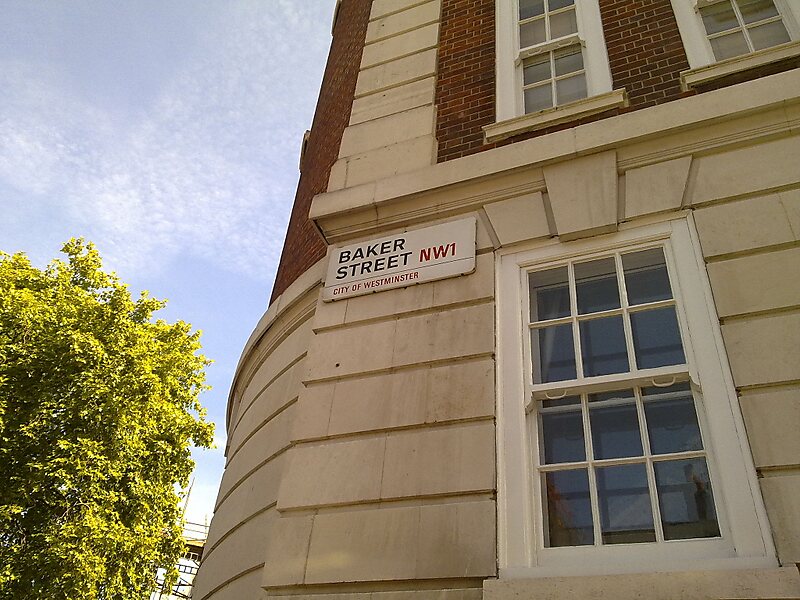 BAKER
STREET NW1
CITY OF WESTMINSTER